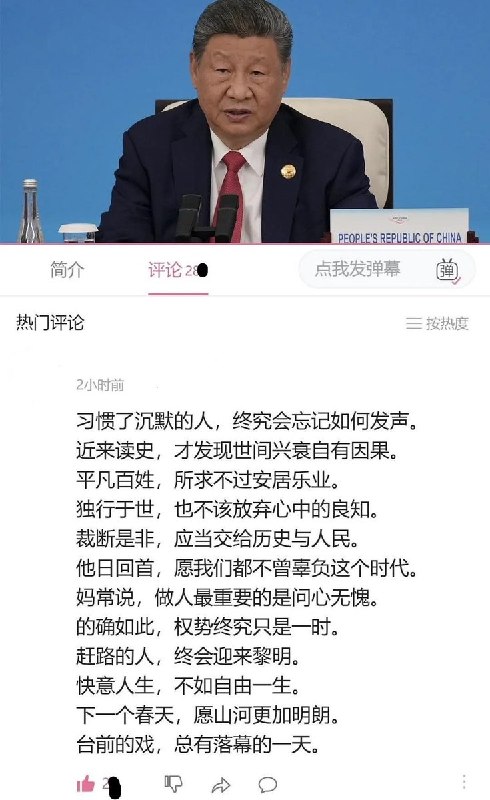 PEOPLE'S REPUBLIC OF CHINA
简介
评论 28
点我发弹幕
弹
热门评论
按热度
2小时前
习惯了沉默的人，终究会忘记如何发声。
近来读史，才发现世间兴衰自有因果。
平凡百姓，所求不过安居乐业。
独行于世，也不该放弃心中的良知。
裁断是非，应当交给历史与人民。
他日回首，愿我们都不曾辜负这个时代。
妈常说，做人最重要的是问心无愧。
的确如此，权势终究只是一时。
赶路的人，终会迎来黎明。
快意人生，不如自由一生。
下一个春天，愿山河更加明朗。
台前的戏，总有落幕的一天。
2